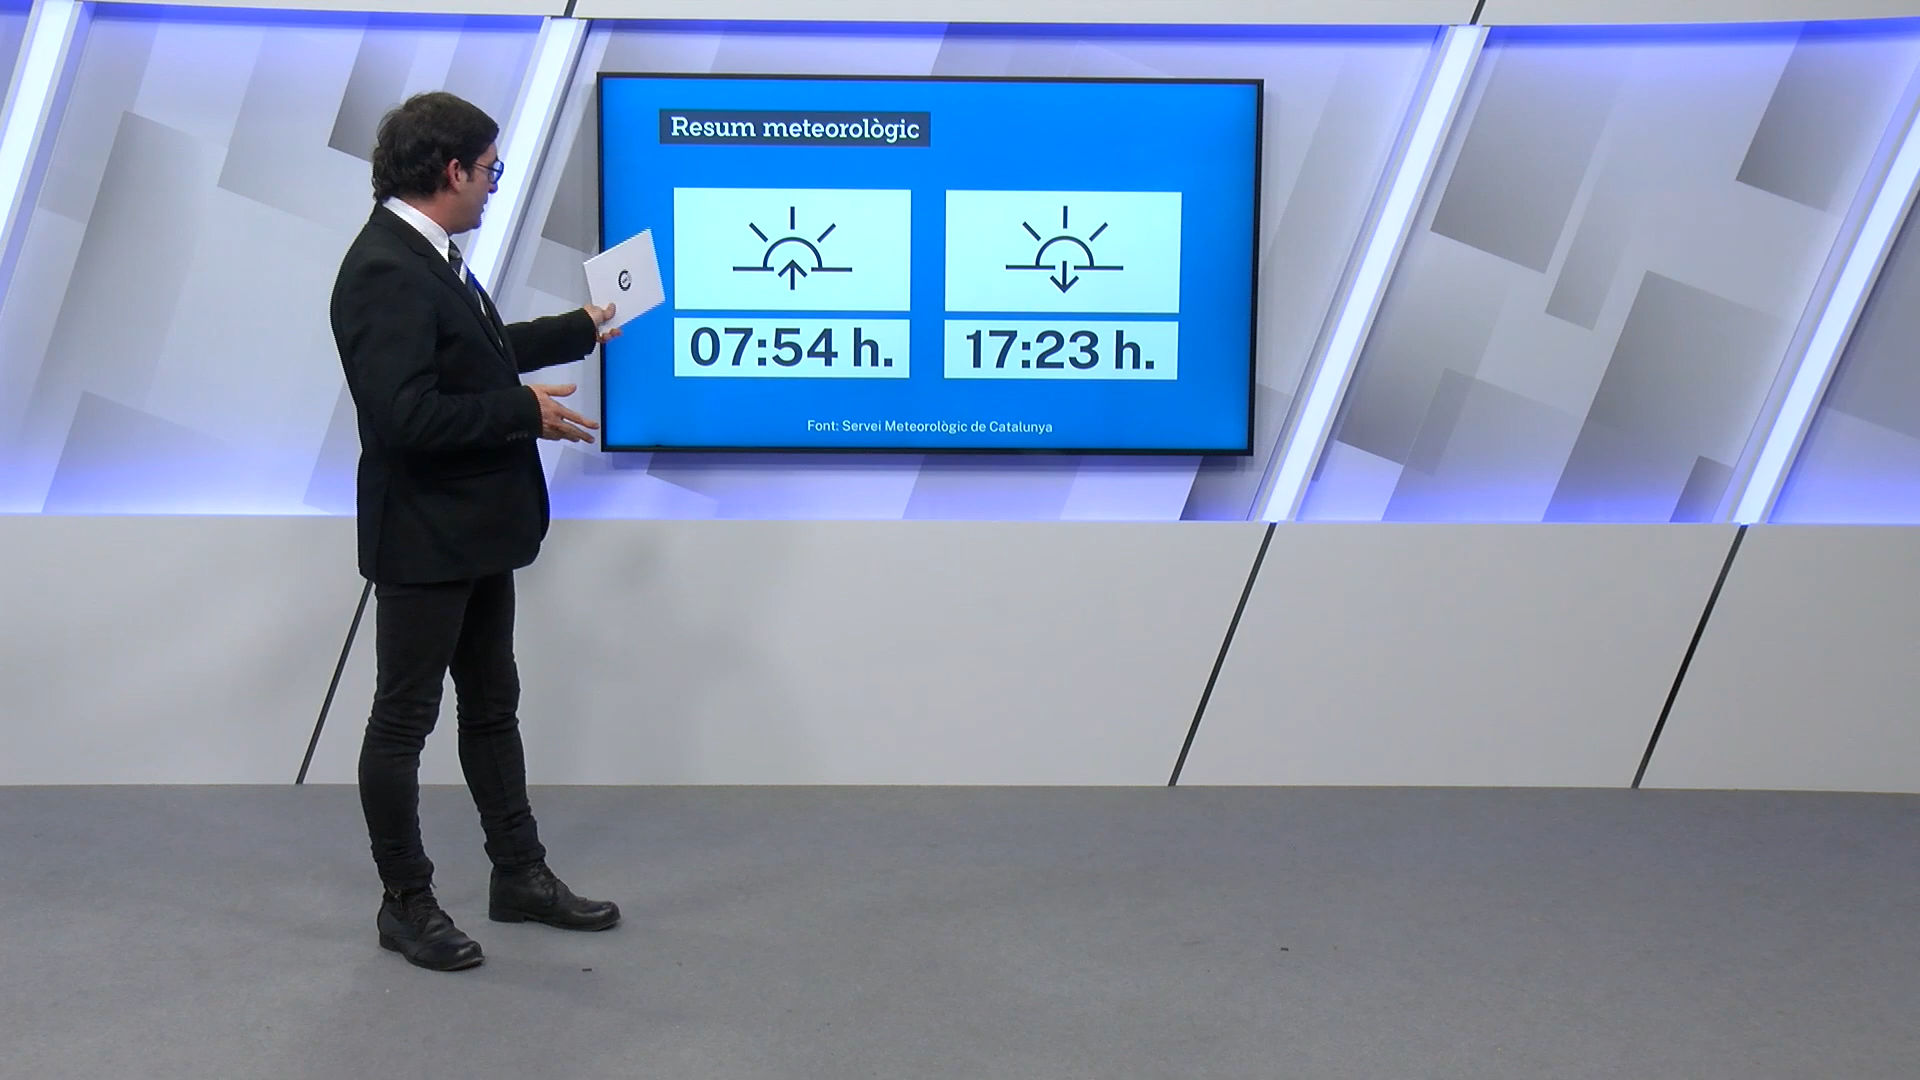 Resum meteorològic
07:54 h.
17:23 h.
Font: Servei Meteorològic de Catalunya